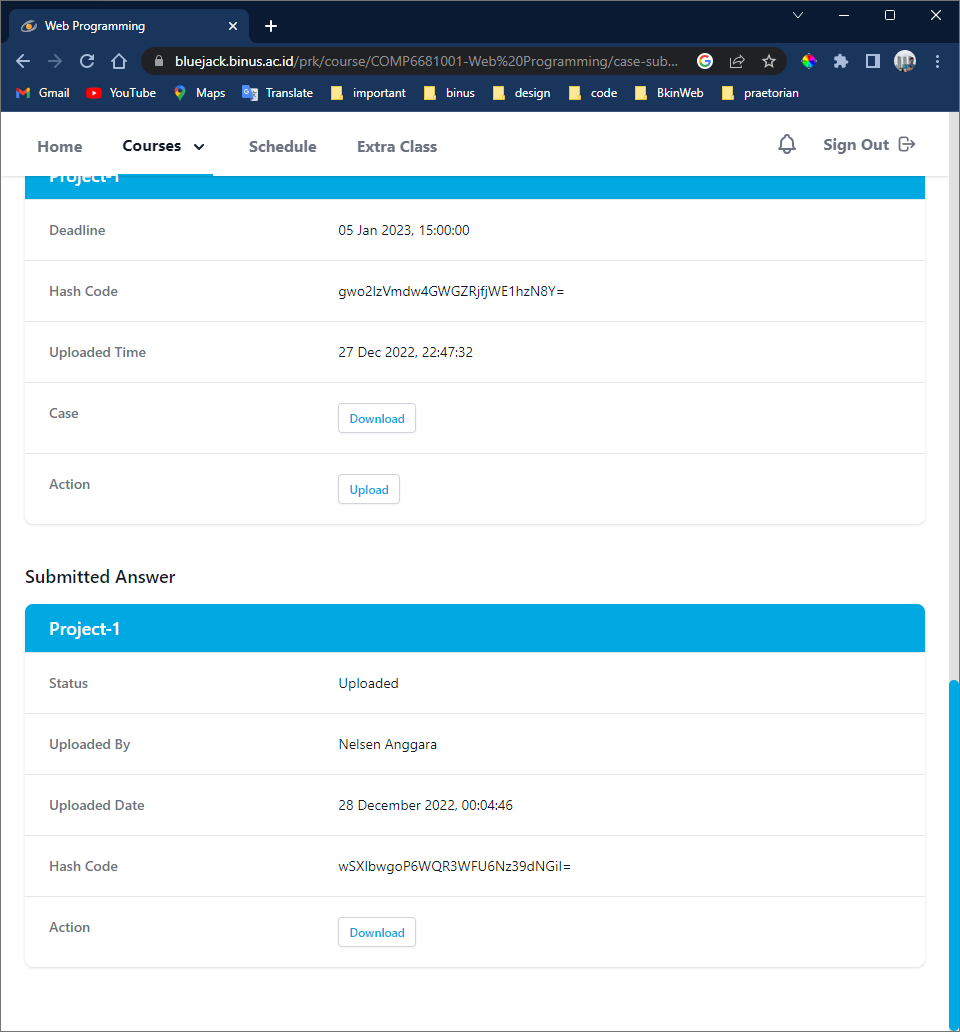 Web Programming
bluejack.binus.ac.id/prk/course/COMP6681001-Web%20Programming/case-sub...
Gmail YouTube Maps Translate important binus design code BkinWeb praetorian
Home Courses Schedule Extra Class Sign Out
Project-1
Deadline 05 Jan 2023, 15:00:00
Hash Code gwo2IzVmdw4GWGZRjfjWE1hzN8Y=
Uploaded Time 27 Dec 2022, 22:47:32
Case Download
Action Upload
Submitted Answer
Project-1
Status Uploaded
Uploaded By Nelsen Anggara
Uploaded Date 28 December 2022, 00:04:46
Hash Code wSXIbwgoP6WQR3WFU6Nz39dNGiI=
Action Download